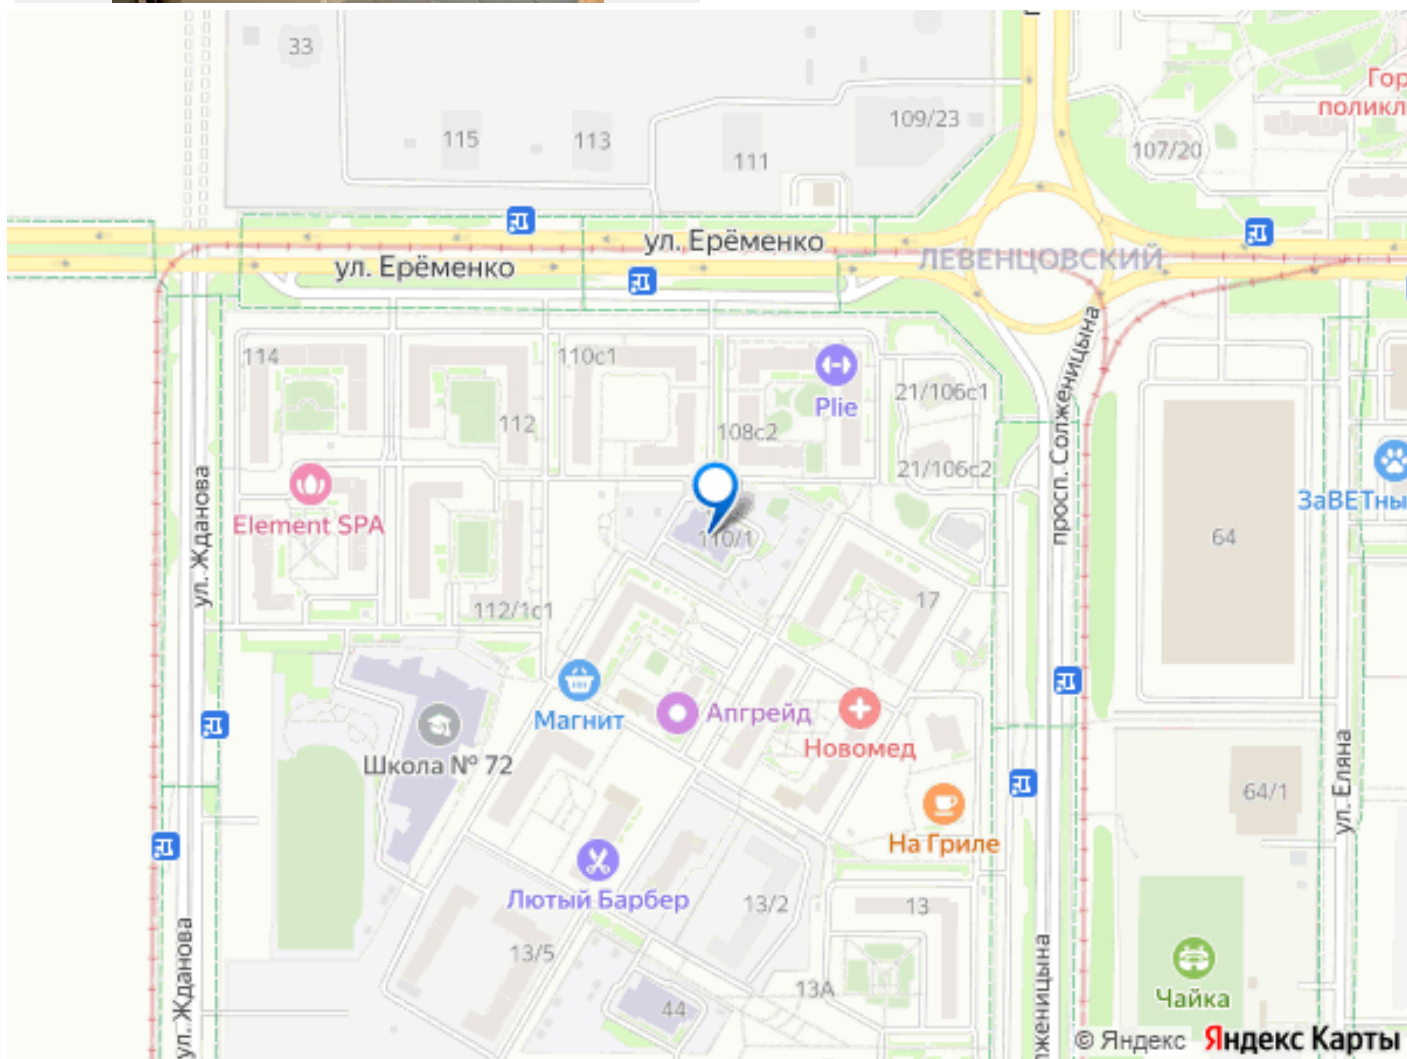 33
Гор
поликл
109/23
115
113
111
107/20
ул. Ерёменко
ЛЕВЕНЦОВСКИЙ
ул. Ерёменко
114
110с1
Plie
21/106с1
просп. Солженицына
112
108с2
21/106с2
ул. Жданова
Element SPA
ЗаВЕТны
110/1
64
17
112/1с1
Магнит
Апгрейд
Новомед
Школа № 72
64/1
ул. Еляна
На Гриле
Лютый Барбер
13/2
13
13/5
ул. Жданова
13А
44
лженицына
Чайка
© Яндекс Яндекс Карты